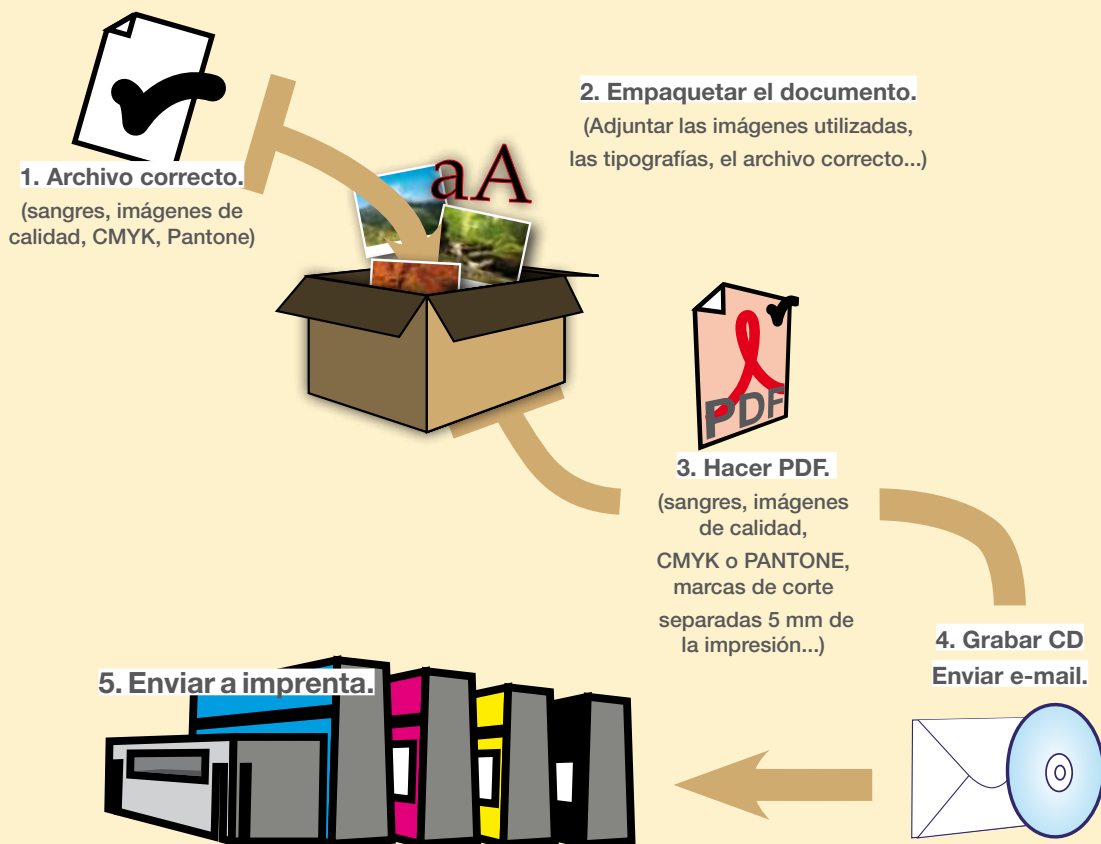 1. Archivo correcto.
(sangres, imágenes de
calidad, CMYK, Pantone)
2. Empaquetar el documento.
(Adjuntar las imágenes utilizadas,
las tipografías, el archivo correcto...)
aA
PDF
3. Hacer PDF.
(sangres, imágenes
de calidad,
CMYK o PANTONE,
marcas de corte
separadas 5 mm de
la impresión...)
4. Grabar CD
Enviar e-mail.
5. Enviar a imprenta.